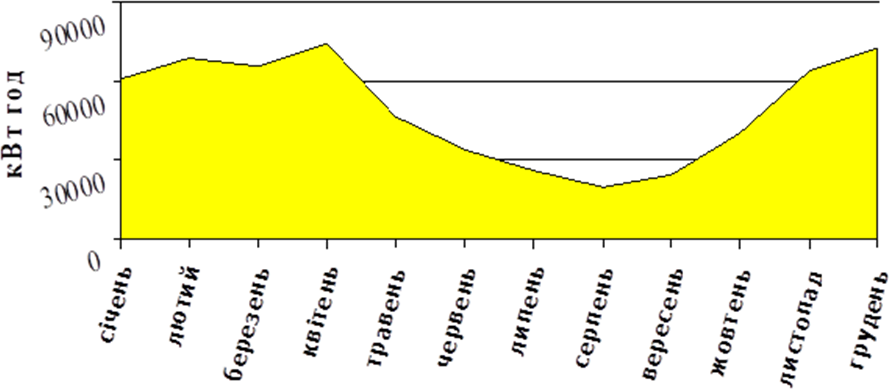 90000
60000
30000
0
кВт год
січень
лютий
березень
квітень
травень
червень
липень
серпень
вересень
жовтень
листопад
грудень